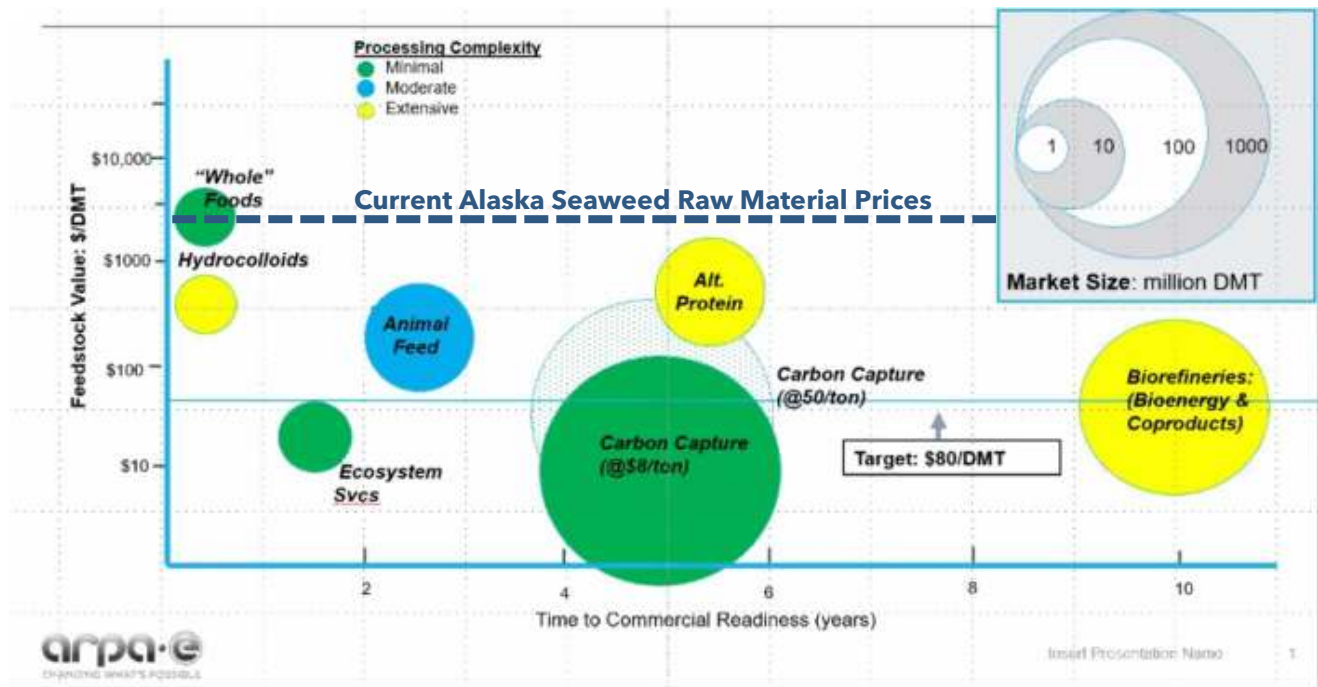 Processing Complexity
Minimal
Moderate
Extensive
1 10 100 1000
Market Size: million DMT
Feedstock Value: $/DMT
$10,000
$1000
$100
$10
"Whole"
Foods
Current Alaska Seaweed Raw Material Prices
Hydrocolloids
Animal
Feed
Alt.
Protein
Carbon Capture
(@50/ton)
Biorefineries:
(Bioenergy &
Coproducts)
Carbon Capture
(@$8/ton)
Target: $80/DMT
Ecosystem
Svcs
2 4 6 8 10
Time to Commercial Readiness (years)
arpa·e
CHANGING WHAT'S POSSIBLE
Insert Presentation Name 1